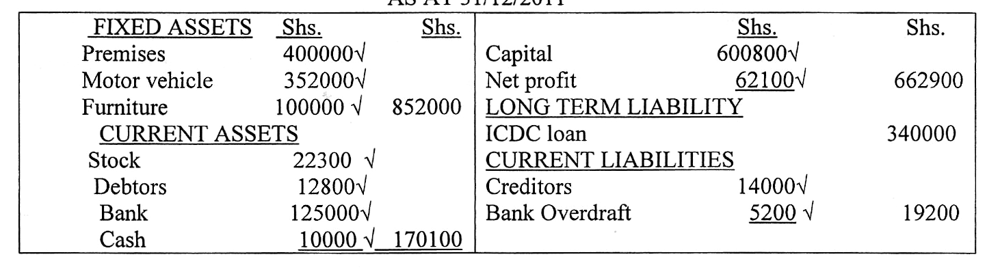 AS AT 31/12/2011
FIXED ASSETS Shs. Shs. Shs. Shs.
Premises 400000√ Capital 600800√
Motor vehicle 352000√ Net profit 62100√ 662900
Furniture 100000 √ 852000 LONG TERM LIABILITY
CURRENT ASSETS ICDC loan 340000
Stock 22300 √ CURRENT LIABILITIES
Debtors 12800√ Creditors 14000√
Bank 125000√ Bank Overdraft 5200 √ 19200
Cash 10000 √ 170100